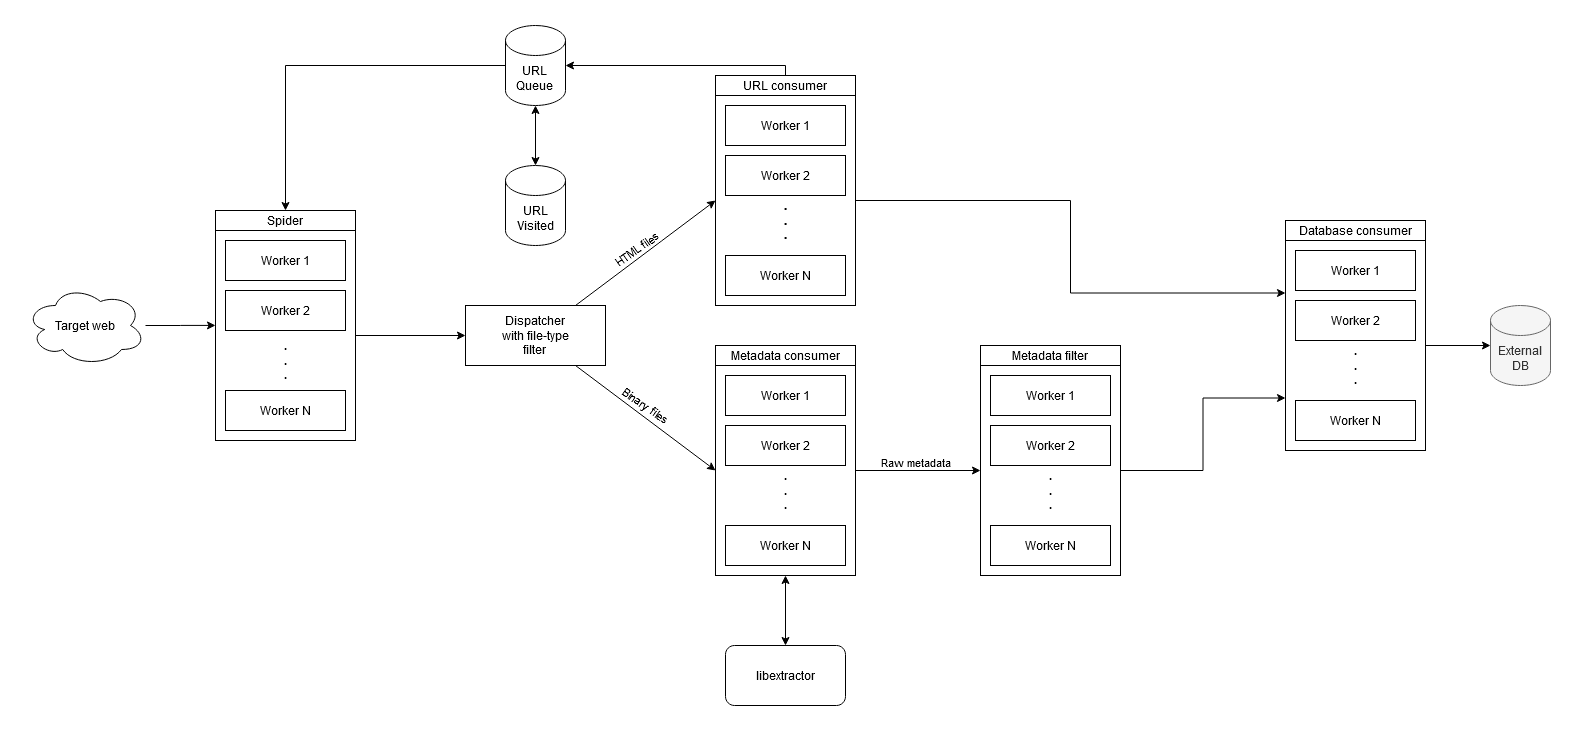 URL
Queue
URL
Visited
URL consumer
Worker 1
Worker 2
.
.
.
Worker N
Spider
Worker 1
Worker 2
.
.
.
Worker N
Target web
HTML files
Dispatcher
with file-type
filter
Binary files
Metadata consumer
Worker 1
Worker 2
.
.
.
Worker N
Raw metadata
Metadata filter
Worker 1
Worker 2
.
.
.
Worker N
Database consumer
Worker 1
Worker 2
.
.
.
Worker N
External
DB
libextractor